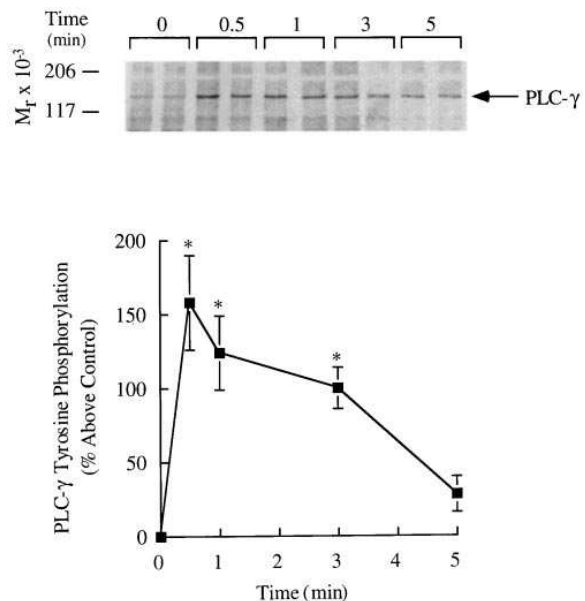 Time
(min)
0 0.5 1 3 5
Mr x 10-3
206
117
PLC-γ
PLC-γ Tyrosine Phosphorylation
(% Above Control)
200
150
100
50
0
*
*
*
0 1 2 3 4 5
Time (min)